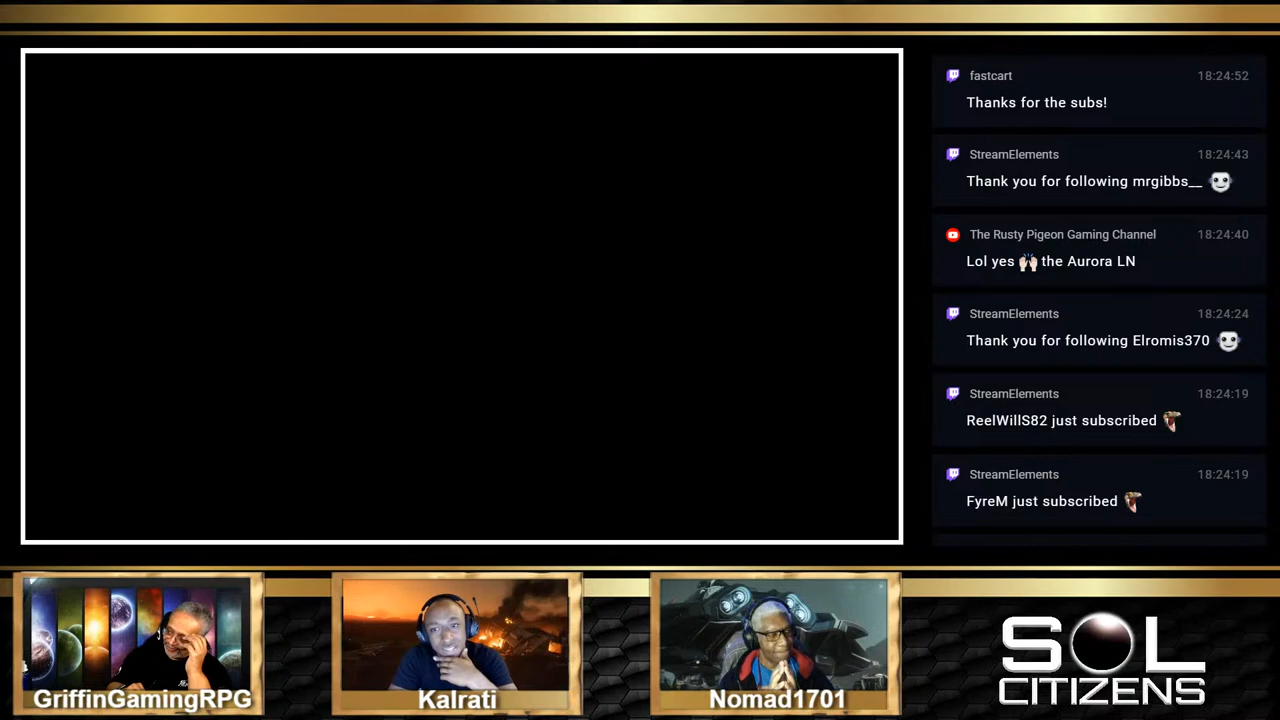 fastcart 18:24:52
Thanks for the subs!
StreamElements 18:24:43
Thank you for following mrgibbs__
The Rusty Pigeon Gaming Channel 18:24:40
Lol yes 🙌🏻 the Aurora LN
StreamElements 18:24:24
Thank you for following Elromis370
StreamElements 18:24:19
ReelWillS82 just subscribed
StreamElements 18:24:19
FyreM just subscribed
GriffinGamingRPG
Kalrati
Nomad1701
SOL
CITIZENS